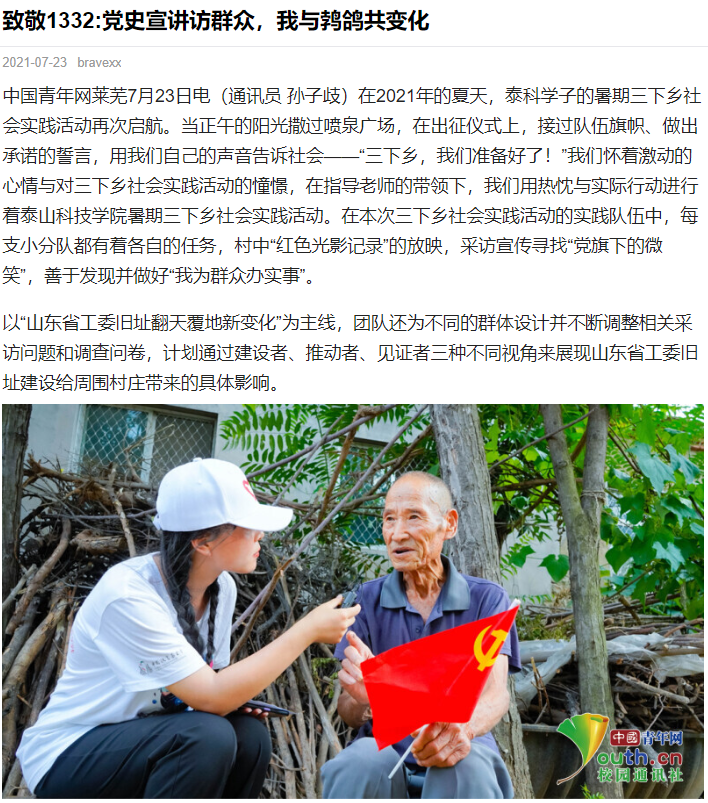 致敬1332:党史宣讲访群众，我与鹁鸽共变化
2021-07-23 bravexx
中国青年网莱芜7月23日电（通讯员 孙子歧）在2021年的夏天，泰科学子的暑期三下乡社
会实践活动再次启航。当正午的阳光撒过喷泉广场，在出征仪式上，接过队伍旗帜、做出
承诺的誓言，用我们自己的声音告诉社会——“三下乡，我们准备好了！”我们怀着激动的
心情与对三下乡社会实践活动的憧憬，在指导老师的带领下，我们用热忱与实际行动进行
着泰山科技学院暑期三下乡社会实践活动。在本次三下乡社会实践活动的实践队伍中，每
支小分队都有着各自的任务，村中“红色光影记录”的放映，采访宣传寻找“党旗下的微
笑”，善于发现并做好“我为群众办实事”。
以“山东省工委旧址翻天覆地新变化”为主线，团队还为不同的群体设计并不断调整相关采
访问题和调查问卷，计划通过建设者、推动者、见证者三种不同视角来展现山东省工委旧
址建设给周围村庄带来的具体影响。
中国青年网
youth.cn
校园通讯社